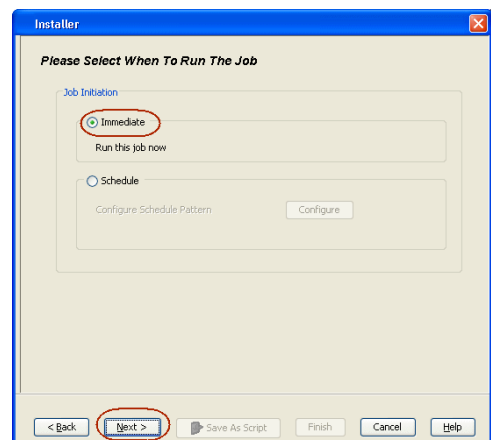 Installer
Please Select When To Run The Job
Job Initiation
Immediate
Run this job now
Schedule
Configure Schedule Pattern
Configure
< Back
Next >
Save As Script
Finish
Cancel
Help